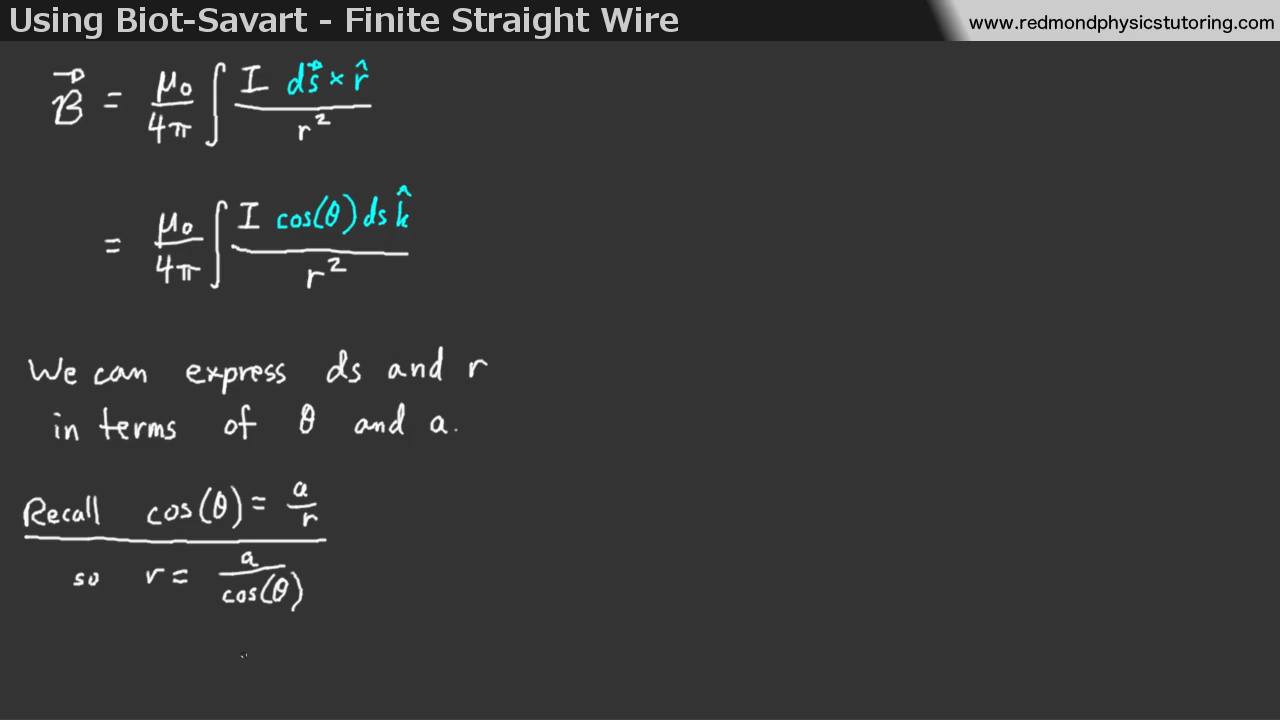 Using Biot-Savart - Finite Straight Wire
www.redmondphysicstutoring.com
B⃗ = μ₀/4π ∫ I ds⃗ × r̂ / r²
= μ₀/4π ∫ I cos(θ) ds k̂ / r²
We can express ds and r
in terms of θ and a.
Recall cos(θ) = a/r
so r = a/cos(θ)